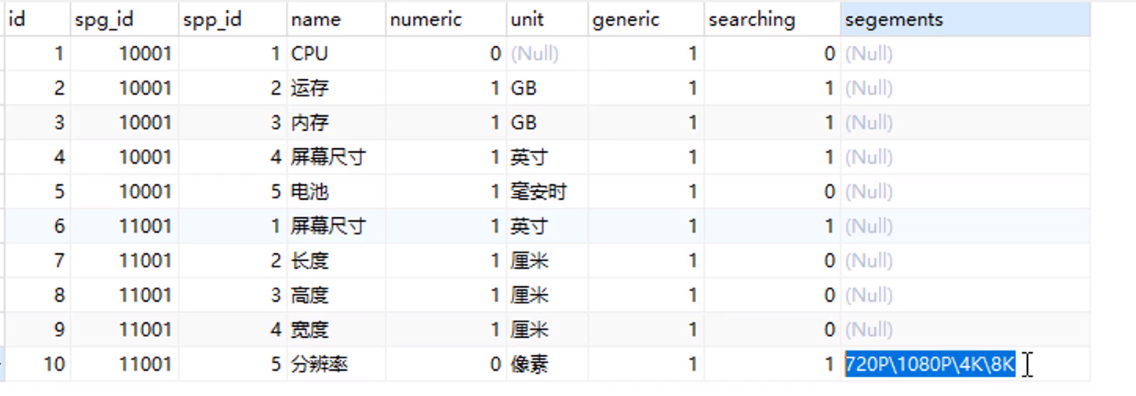 id spg_id spp_id name numeric unit generic searching segements
1 10001 1 CPU 0 (Null) 1 0 (Null)
2 10001 2 运存 1 GB 1 1 (Null)
3 10001 3 内存 1 GB 1 1 (Null)
4 10001 4 屏幕尺寸 1 英寸 1 1 (Null)
5 10001 5 电池 1 毫安时 1 0 (Null)
6 11001 1 屏幕尺寸 1 英寸 1 1 (Null)
7 11001 2 长度 1 厘米 1 0 (Null)
8 11001 3 高度 1 厘米 1 0 (Null)
9 11001 4 宽度 1 厘米 1 0 (Null)
10 11001 5 分辨率 0 像素 1 1 720P\1080P\4K\8K